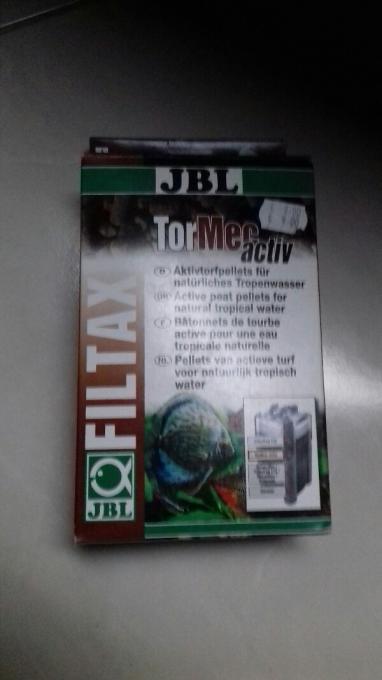 JBL
TorMec
activ
D Aktivtorfpellets für
natürliches Tropenwasser
GB Active peat pellets for
natural tropical water
F Bâtonnets de tourbe
active pour une eau
tropicale naturelle
NL Pellets van actieve turf
voor natuurlijk tropisch
water
FILTAX
JBL